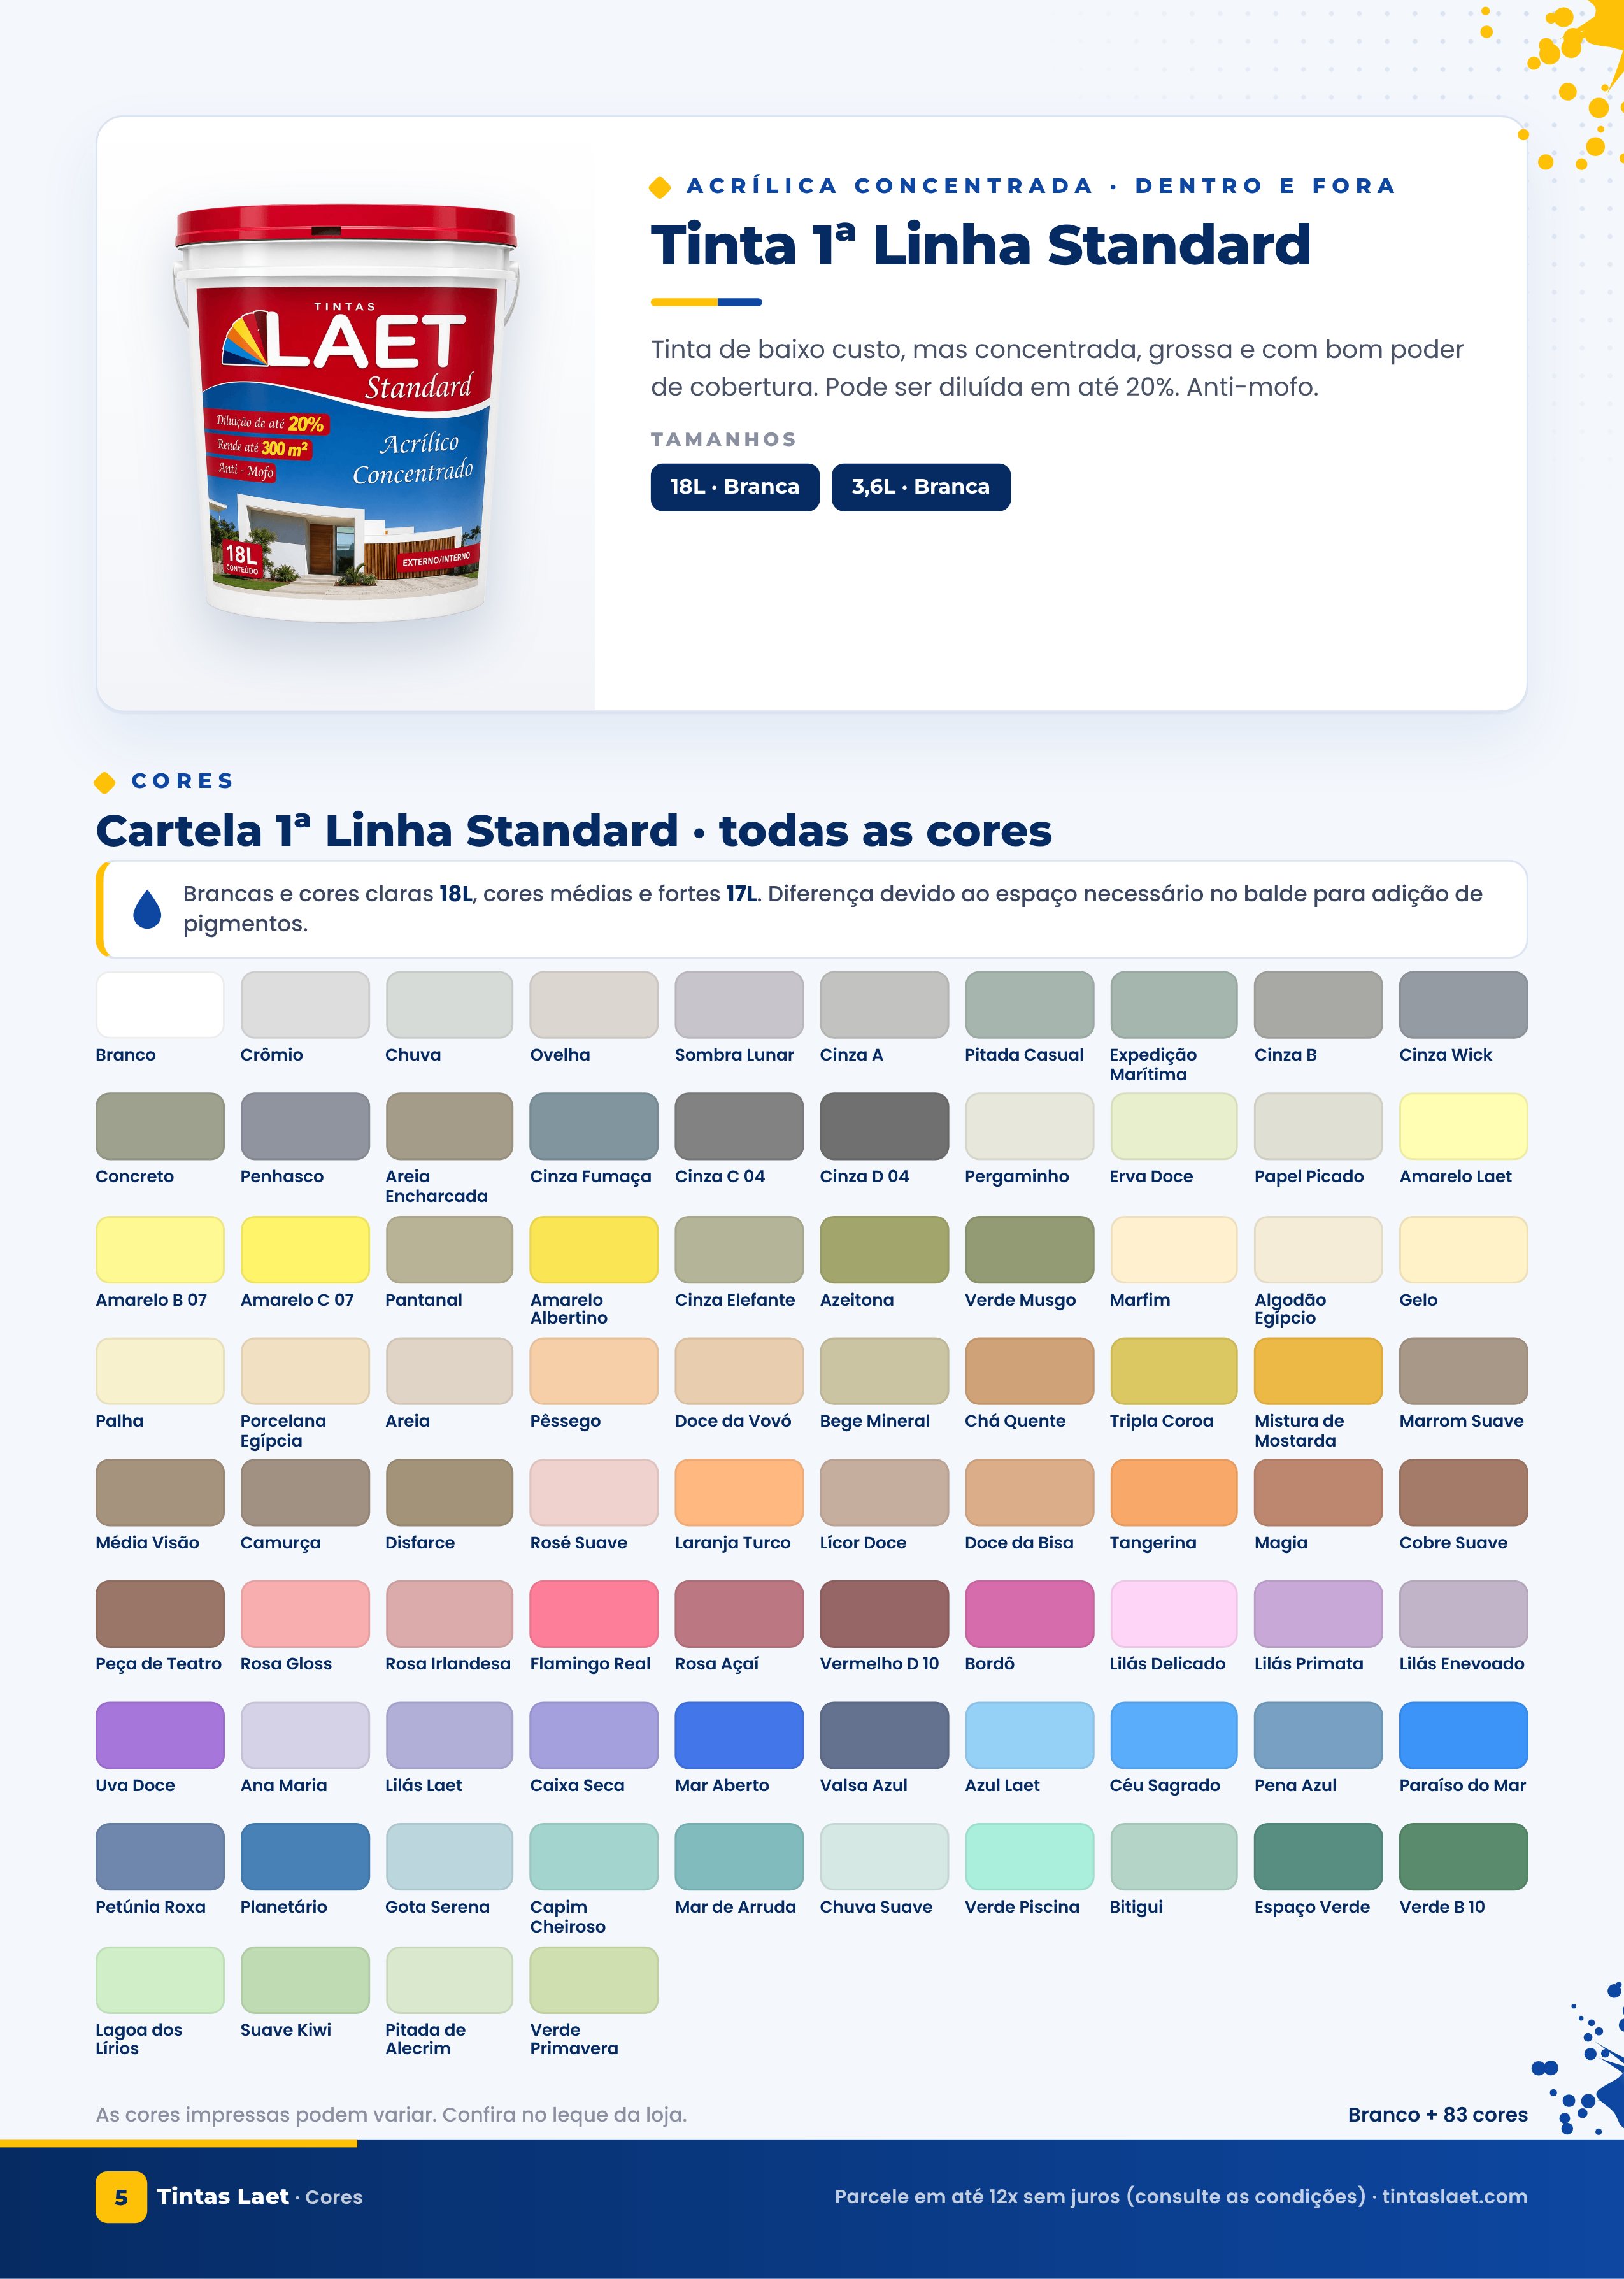 ACRÍLICA CONCENTRADA · DENTRO E FORA
Tinta 1ª Linha Standard
Tinta de baixo custo, mas concentrada, grossa e com bom poder
de cobertura. Pode ser diluída em até 20%. Anti-mofo.
TAMANHOS
18L · Branca 3,6L · Branca
TINTAS
LAET
Standard
Diluição de até 20%
Rende até 300 m²
Anti - Mofo
Acrílico
Concentrado
18L
CONTEÚDO
EXTERNO/INTERNO
CORES
Cartela 1ª Linha Standard · todas as cores
Brancas e cores claras 18L, cores médias e fortes 17L. Diferença devido ao espaço necessário no balde para adição de
pigmentos.
Branco Crômio Chuva Ovelha Sombra Lunar Cinza A Pitada Casual Expedição Cinza B Cinza Wick
Marítima
Concreto Penhasco Areia Cinza Fumaça Cinza C 04 Cinza D 04 Pergaminho Erva Doce Papel Picado Amarelo Laet
Encharcada
Amarelo B 07 Amarelo C 07 Pantanal Amarelo Cinza Elefante Azeitona Verde Musgo Marfim Algodão Gelo
Albertino Egípcio
Palha Porcelana Areia Pêssego Doce da Vovó Bege Mineral Chá Quente Tripla Coroa Mistura de Marrom Suave
Egípcia Mostarda
Média Visão Camurça Disfarce Rosé Suave Laranja Turco Lícor Doce Doce da Bisa Tangerina Magia Cobre Suave
Peça de Teatro Rosa Gloss Rosa Irlandesa Flamingo Real Rosa Açaí Vermelho D 10 Bordô Lilás Delicado Lilás Primata Lilás Enevoado
Uva Doce Ana Maria Lilás Laet Caixa Seca Mar Aberto Valsa Azul Azul Laet Céu Sagrado Pena Azul Paraíso do Mar
Petúnia Roxa Planetário Gota Serena Capim Mar de Arruda Chuva Suave Verde Piscina Bitigui Espaço Verde Verde B 10
Cheiroso
Lagoa dos Suave Kiwi Pitada de Verde
Lírios Alecrim Primavera
As cores impressas podem variar. Confira no leque da loja. Branco + 83 cores
5 Tintas Laet · Cores Parcele em até 12x sem juros (consulte as condições) · tintaslaet.com